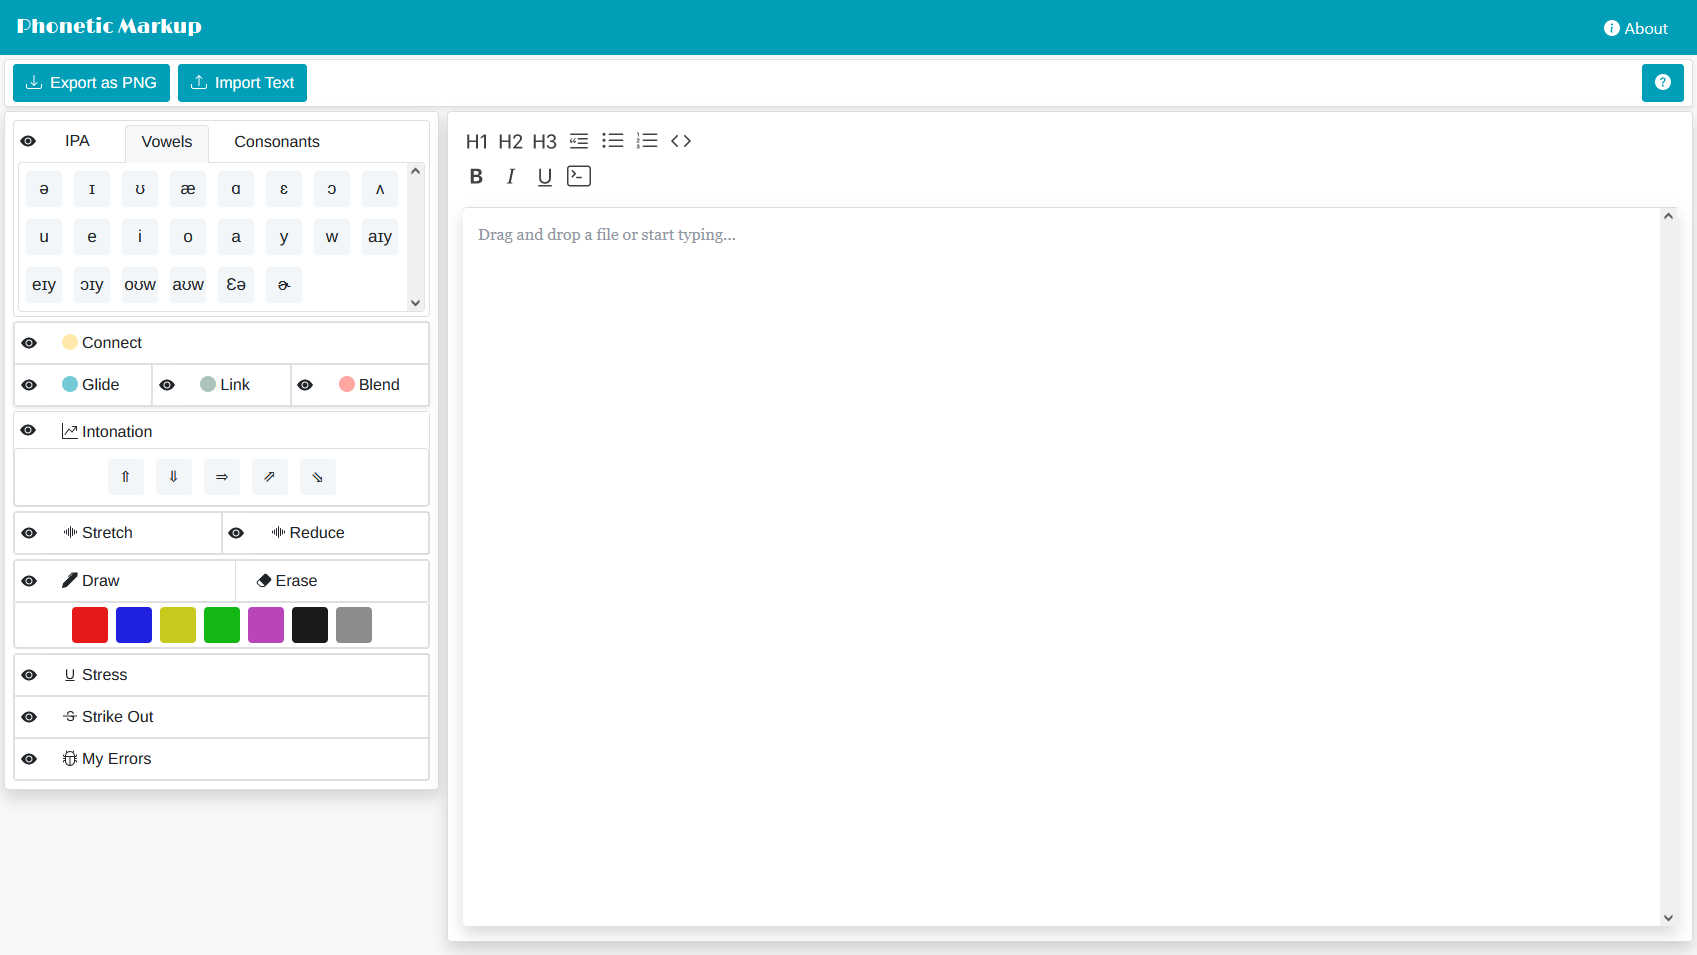 Phonetic Markup
About
Export as PNG Import Text
IPA Vowels Consonants
ə ɪ ʊ æ ɑ ɛ ɔ ʌ
u e i o a y w aɪy
eɪy ɔɪy oʊw aʊw Ɛə ɚ
Connect
Glide Link Blend
Intonation
⇑ ⇓ ⇒ ⇗ ⇘
Stretch Reduce
Draw Erase
Stress
Strike Out
My Errors
H1 H2 H3
B I U
Drag and drop a file or start typing...